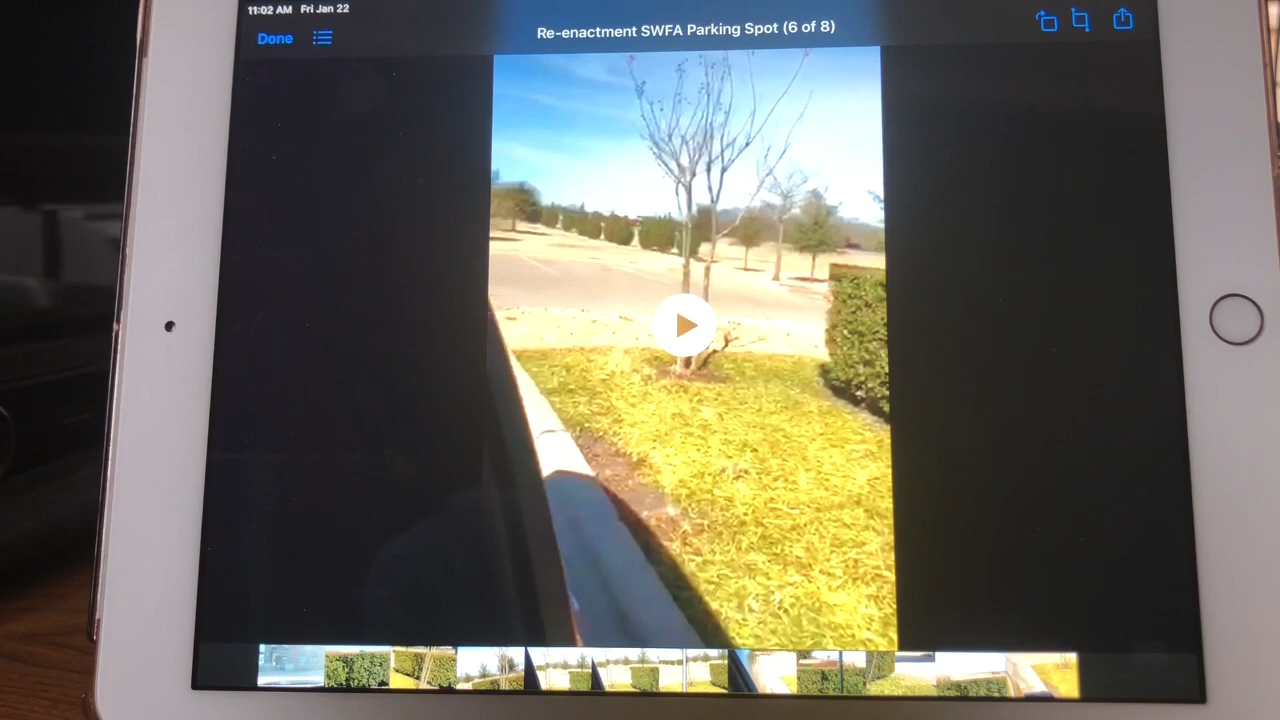 11:02 AM Fri Jan 22
Done
Re-enactment SWFA Parking Spot (6 of 8)